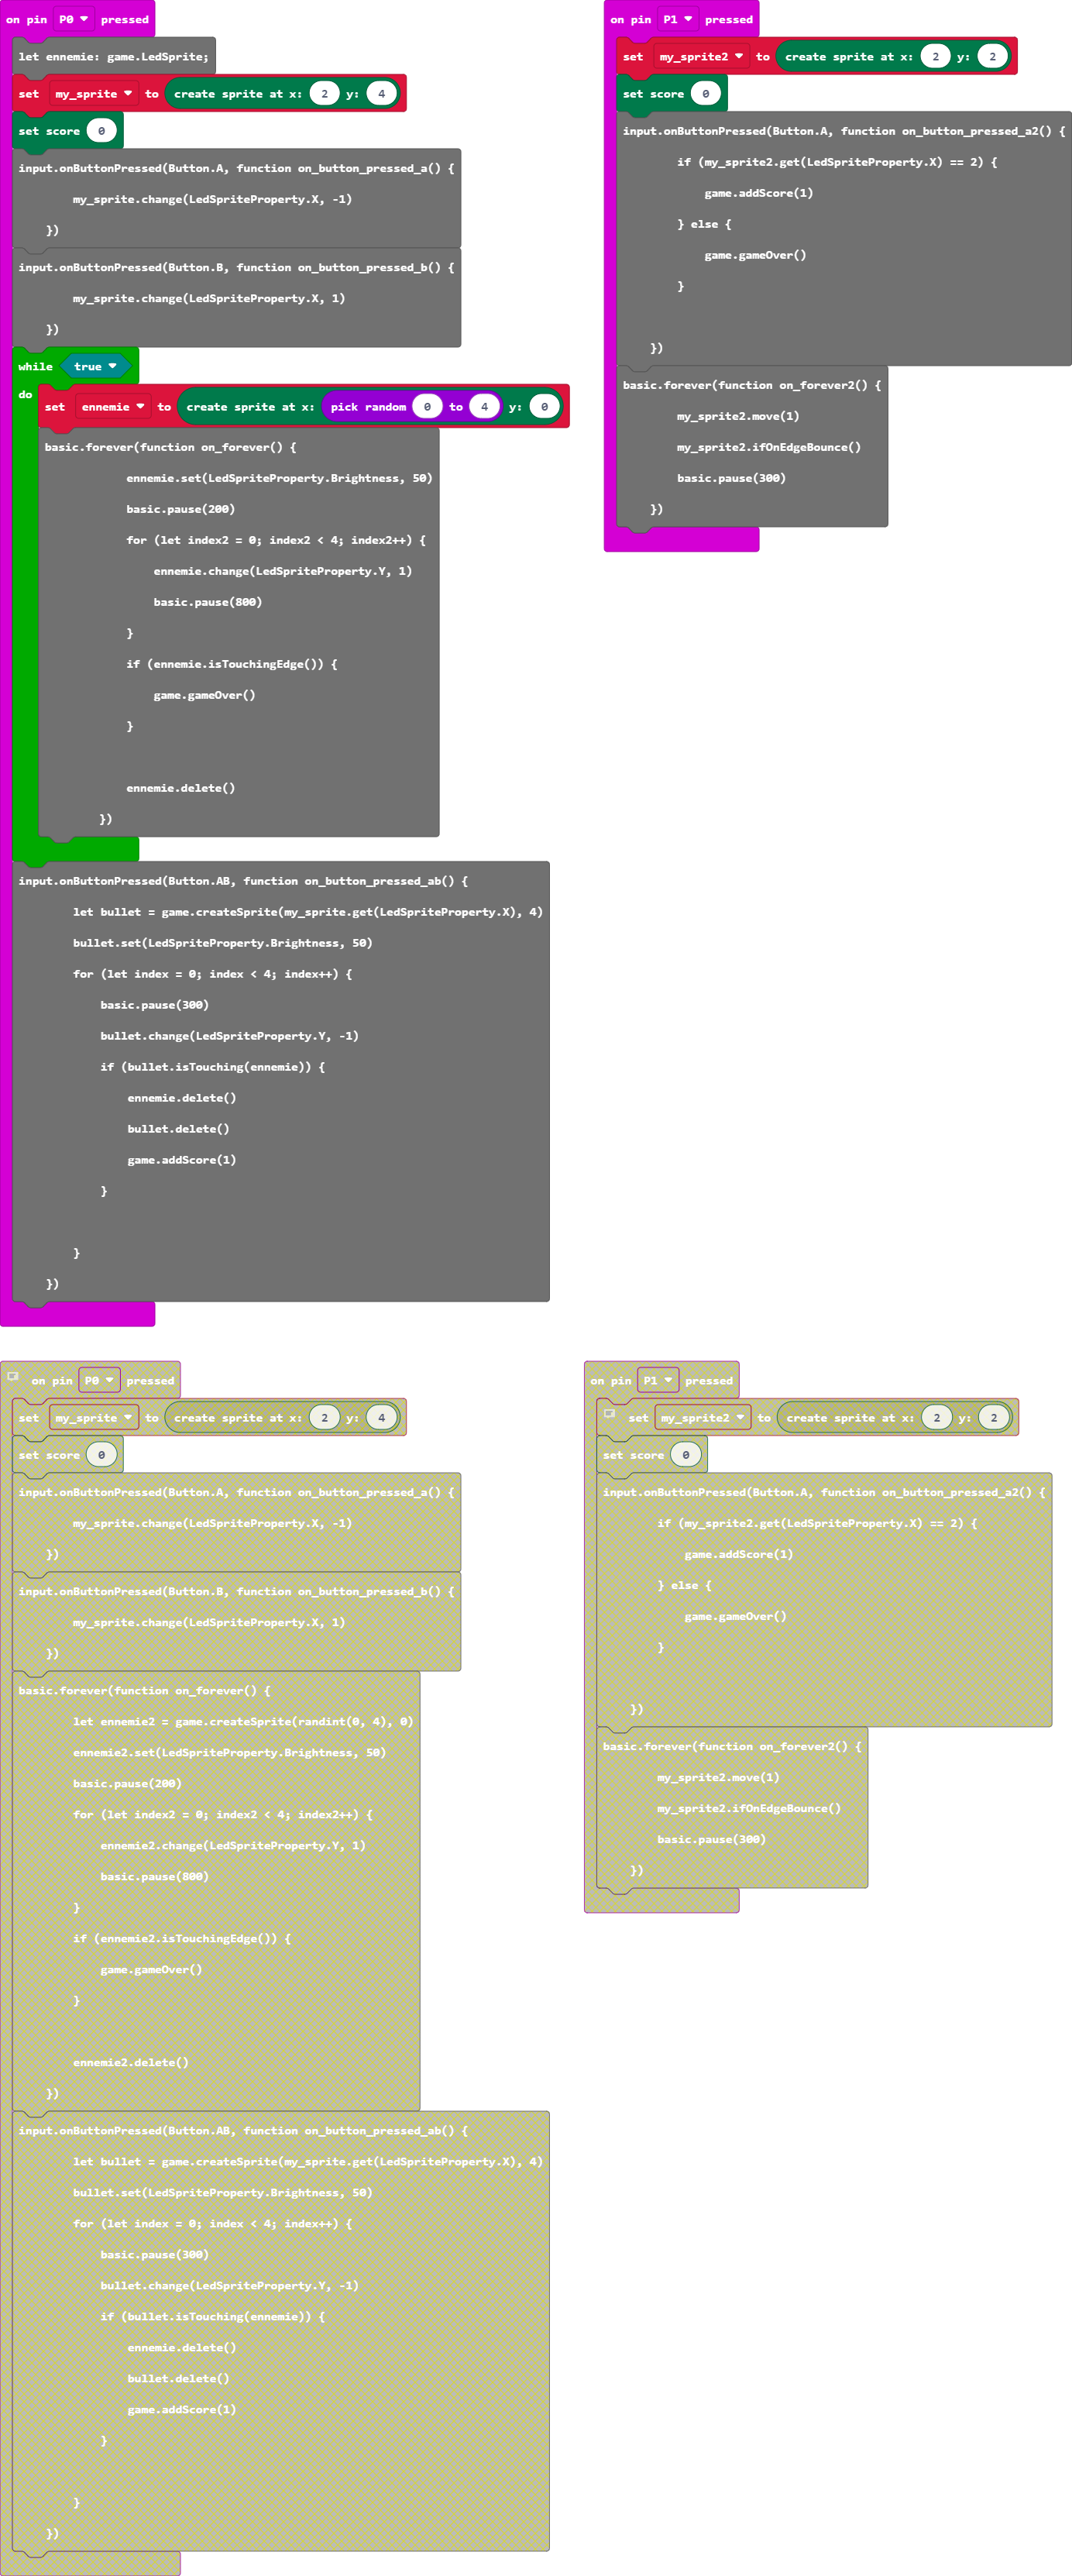 on pin P0 pressed
let ennemie: game.LedSprite;
set my_sprite to create sprite at x: 2 y: 4
set score 0
input.onButtonPressed(Button.A, function on_button_pressed_a() {
my_sprite.change(LedSpriteProperty.X, -1)
})
input.onButtonPressed(Button.B, function on_button_pressed_b() {
my_sprite.change(LedSpriteProperty.X, 1)
})
while true
do
set ennemie to create sprite at x: pick random 0 to 4 y: 0
basic.forever(function on_forever() {
ennemie.set(LedSpriteProperty.Brightness, 50)
basic.pause(200)
for (let index2 = 0; index2 < 4; index2++) {
ennemie.change(LedSpriteProperty.Y, 1)
basic.pause(800)
}
if (ennemie.isTouchingEdge()) {
game.gameOver()
}
ennemie.delete()
})
input.onButtonPressed(Button.AB, function on_button_pressed_ab() {
let bullet = game.createSprite(my_sprite.get(LedSpriteProperty.X), 4)
bullet.set(LedSpriteProperty.Brightness, 50)
for (let index = 0; index < 4; index++) {
basic.pause(300)
bullet.change(LedSpriteProperty.Y, -1)
if (bullet.isTouching(ennemie)) {
ennemie.delete()
bullet.delete()
game.addScore(1)
}
}
})
on pin P1 pressed
set my_sprite2 to create sprite at x: 2 y: 2
set score 0
input.onButtonPressed(Button.A, function on_button_pressed_a2() {
if (my_sprite2.get(LedSpriteProperty.X) == 2) {
game.addScore(1)
} else {
game.gameOver()
}
})
basic.forever(function on_forever2() {
my_sprite2.move(1)
my_sprite2.ifOnEdgeBounce()
basic.pause(300)
})
on pin P0 pressed
set my_sprite to create sprite at x: 2 y: 4
set score 0
input.onButtonPressed(Button.A, function on_button_pressed_a() {
my_sprite.change(LedSpriteProperty.X, -1)
})
input.onButtonPressed(Button.B, function on_button_pressed_b() {
my_sprite.change(LedSpriteProperty.X, 1)
})
basic.forever(function on_forever() {
let ennemie2 = game.createSprite(randint(0, 4), 0)
ennemie2.set(LedSpriteProperty.Brightness, 50)
basic.pause(200)
for (let index2 = 0; index2 < 4; index2++) {
ennemie2.change(LedSpriteProperty.Y, 1)
basic.pause(800)
}
if (ennemie2.isTouchingEdge()) {
game.gameOver()
}
ennemie2.delete()
})
input.onButtonPressed(Button.AB, function on_button_pressed_ab() {
let bullet = game.createSprite(my_sprite.get(LedSpriteProperty.X), 4)
bullet.set(LedSpriteProperty.Brightness, 50)
for (let index = 0; index < 4; index++) {
basic.pause(300)
bullet.change(LedSpriteProperty.Y, -1)
if (bullet.isTouching(ennemie)) {
ennemie.delete()
bullet.delete()
game.addScore(1)
}
}
})
on pin P1 pressed
set my_sprite2 to create sprite at x: 2 y: 2
set score 0
input.onButtonPressed(Button.A, function on_button_pressed_a2() {
if (my_sprite2.get(LedSpriteProperty.X) == 2) {
game.addScore(1)
} else {
game.gameOver()
}
})
basic.forever(function on_forever2() {
my_sprite2.move(1)
my_sprite2.ifOnEdgeBounce()
basic.pause(300)
})